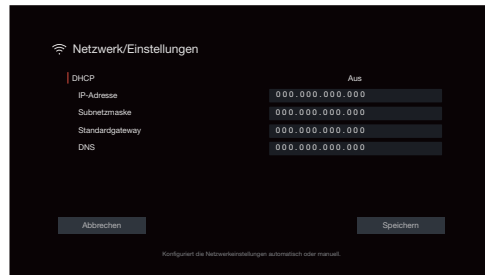 Netzwerk/Einstellungen
DHCP Aus
IP-Adresse 000.000.000.000
Subnetzmaske 000.000.000.000
Standardgateway 000.000.000.000
DNS 000.000.000.000
Abbrechen Speichern
Konfiguriert die Netzwerkeinstellungen automatisch oder manuell.